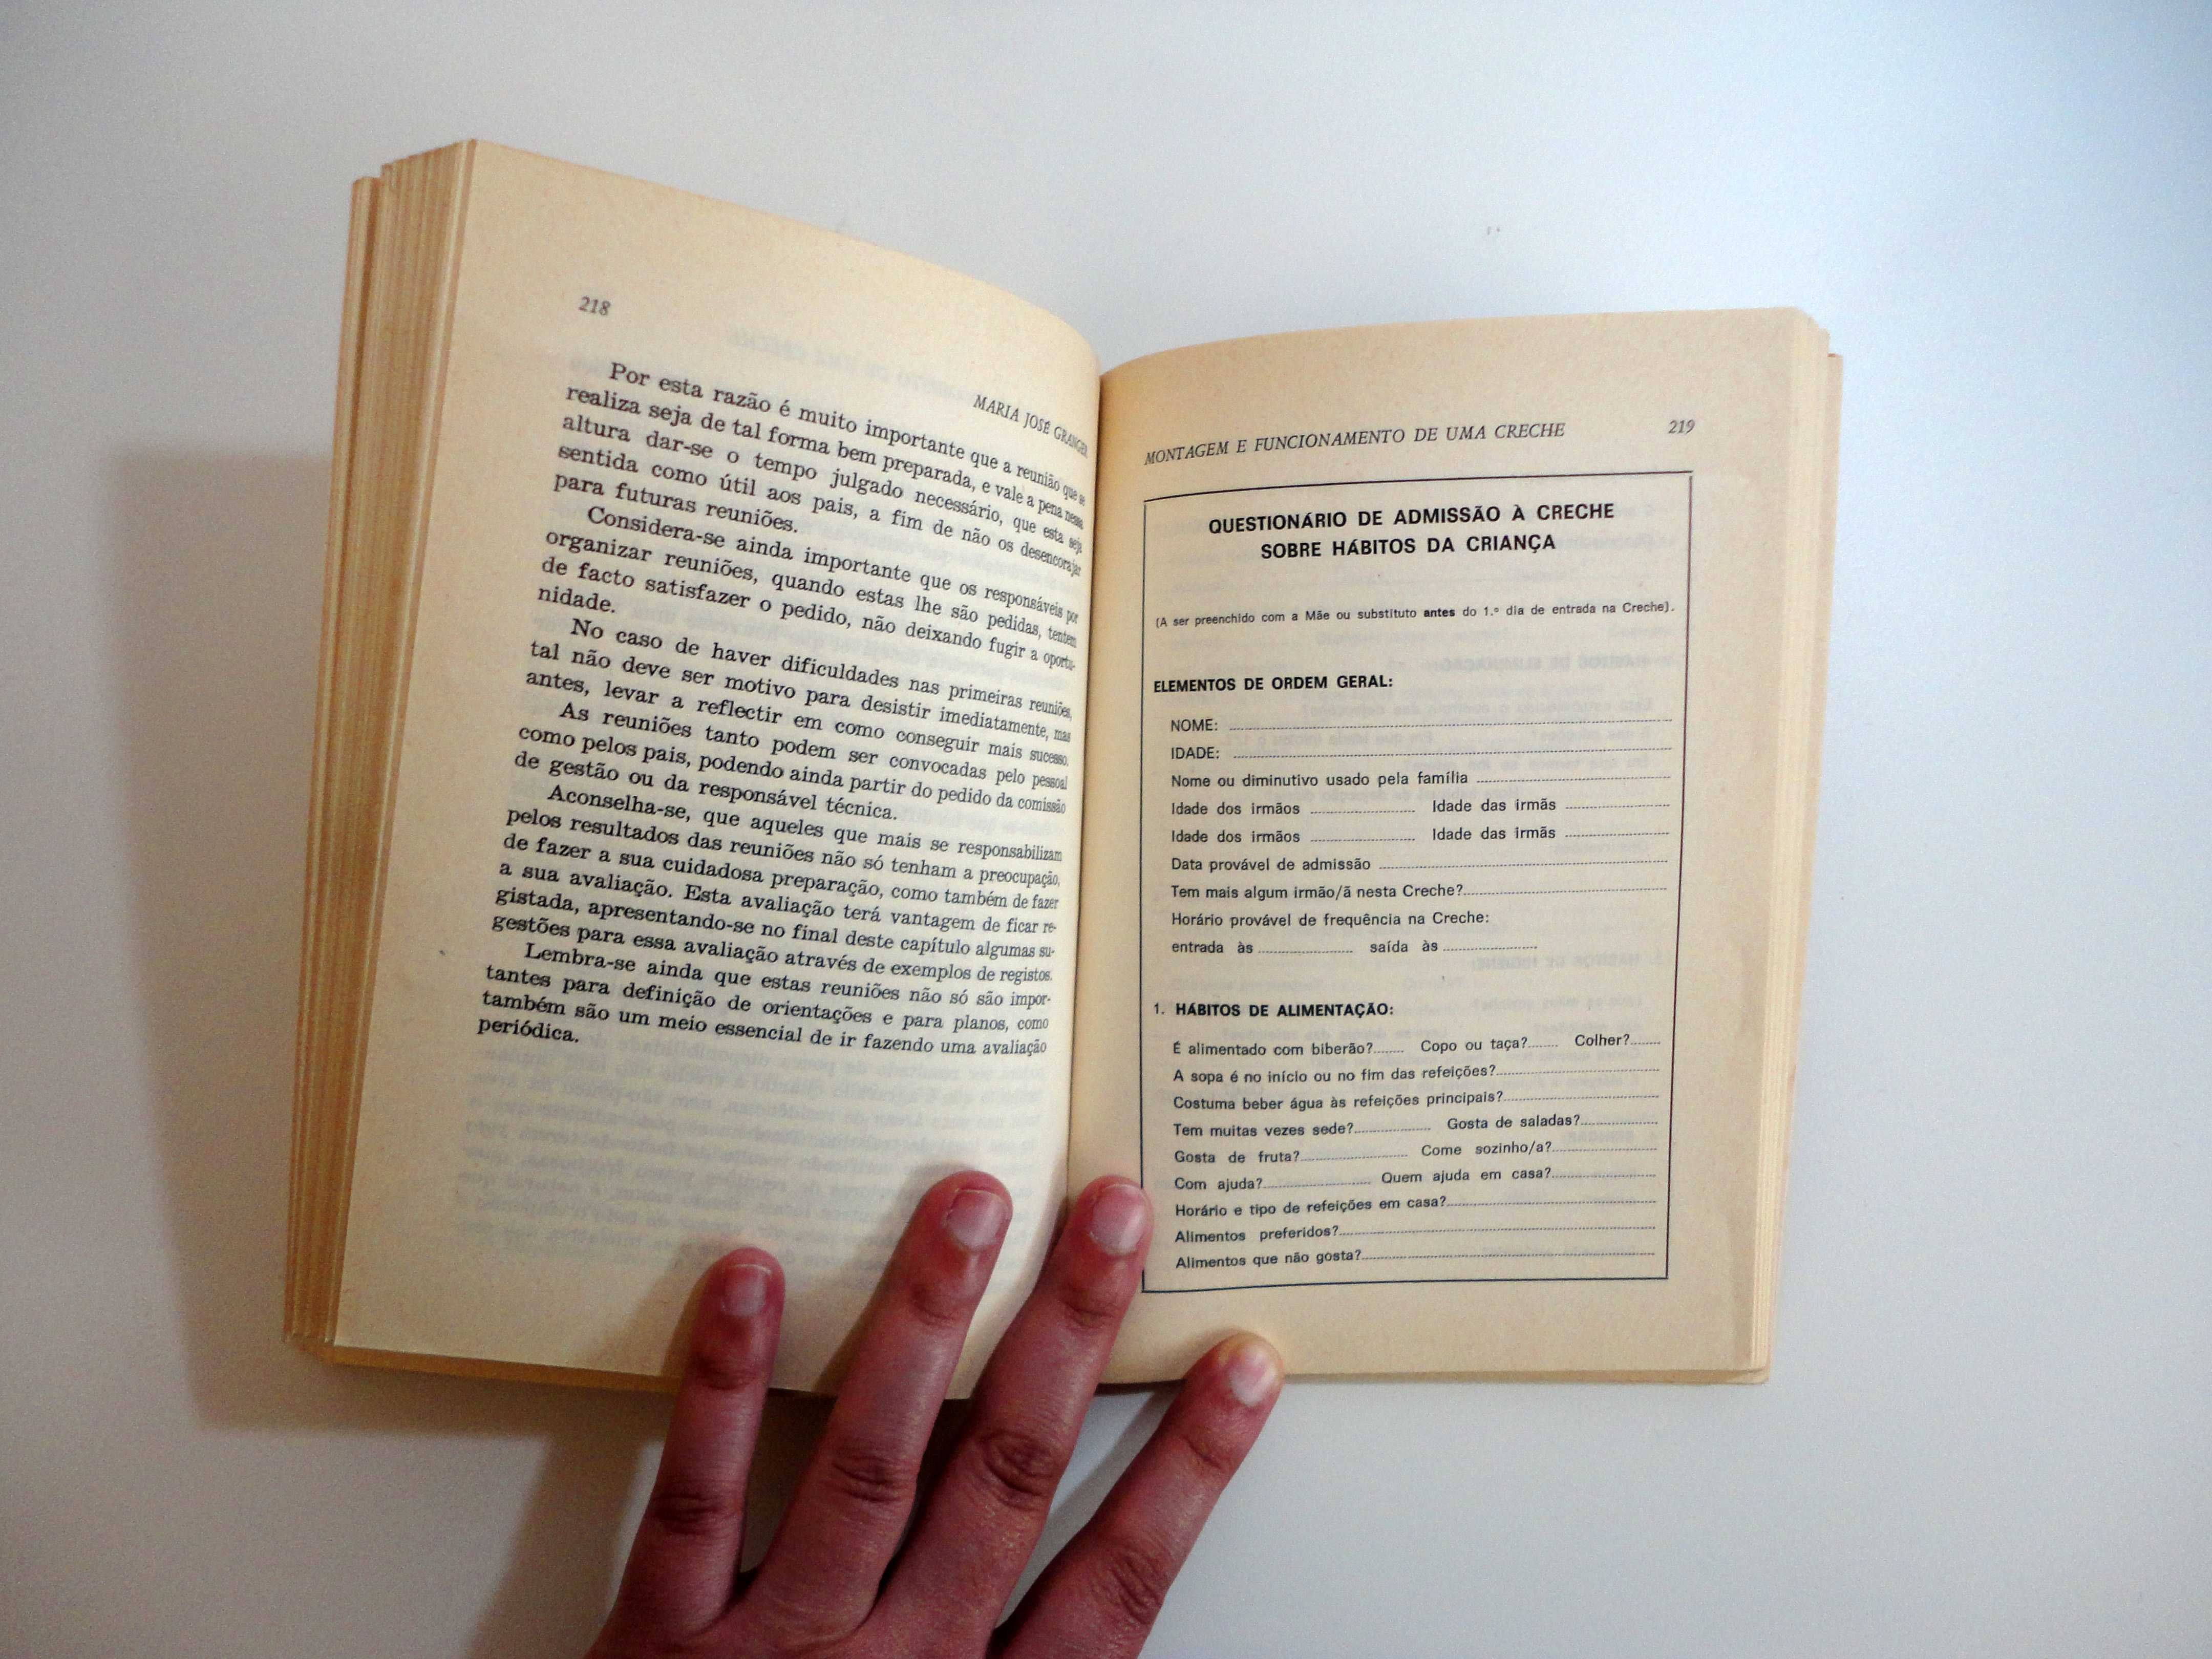 218
MARIA JOSÉ GRANGER
Por esta razão é muito importante que a reunião que se
realiza seja de tal forma bem preparada, e vale a pena nessa
altura dar-se o tempo julgado necessário, que esta seja
sentida como útil aos pais, a fim de não os desencorajar
para futuras reuniões.
Considera-se ainda importante que os responsáveis por
organizar reuniões, quando estas lhe são pedidas, tentem
de facto satisfazer o pedido, não deixando fugir a oportu-
nidade.
No caso de haver dificuldades nas primeiras reuniões,
tal não deve ser motivo para desistir imediatamente, mas
antes, levar a reflectir em como conseguir mais sucesso.
As reuniões tanto podem ser convocadas pelo pessoal
como pelos pais, podendo ainda partir do pedido da comissão
de gestão ou da responsável técnica.
Aconselha-se, que aqueles que mais se responsabilizam
pelos resultados das reuniões não só tenham a preocupação,
de fazer a sua cuidadosa preparação, como também de fazer
a sua avaliação. Esta avaliação terá vantagem de ficar re-
gistada, apresentando-se no final deste capítulo algumas su-
gestões para essa avaliação através de exemplos de registos.
Lembra-se ainda que estas reuniões não só são impor-
tantes para definição de orientações e para planos, como
também são um meio essencial de ir fazendo uma avaliação
periódica.
MONTAGEM E FUNCIONAMENTO DE UMA CRECHE 219
QUESTIONÁRIO DE ADMISSÃO À CRECHE
SOBRE HÁBITOS DA CRIANÇA
(A ser preenchido com a Mãe ou substituto antes do 1.º dia de entrada na Creche).
ELEMENTOS DE ORDEM GERAL:
NOME:
IDADE:
Nome ou diminutivo usado pela família
Idade dos irmãos Idade das irmãs
Idade dos irmãos Idade das irmãs
Data provável de admissão
Tem mais algum irmão/ã nesta Creche?
Horário provável de frequência na Creche:
entrada às saída às
1. HÁBITOS DE ALIMENTAÇÃO:
É alimentado com biberão? Copo ou taça? Colher?
A sopa é no início ou no fim das refeições?
Costuma beber água às refeições principais?
Tem muitas vezes sede? Gosta de saladas?
Gosta de fruta? Come sozinho/a?
Com ajuda? Quem ajuda em casa?
Horário e tipo de refeições em casa?
Alimentos preferidos?
Alimentos que não gosta?